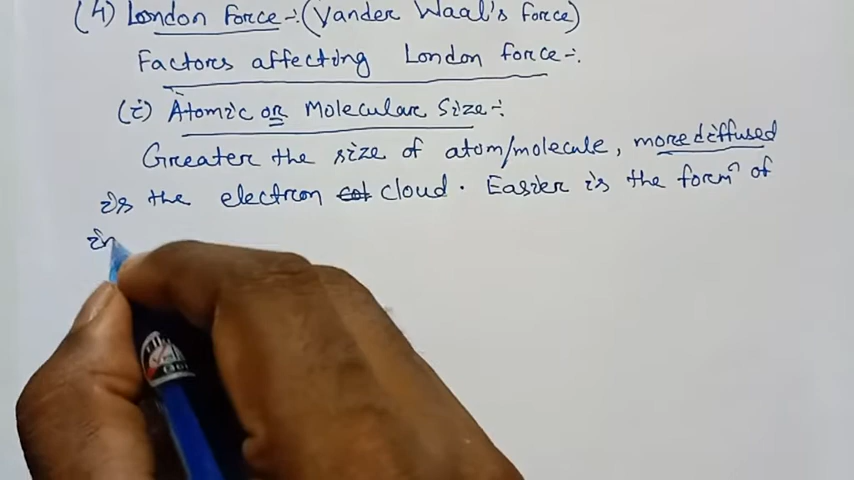 (4) London Force ∹ (Vander Waal's Force)
Factors affecting London force ∹
(i) Atomic or Molecular Size ∹
Greater the size of atom/molecule, more diffused
is the electron cloud. Easier is the formⁿ of
in